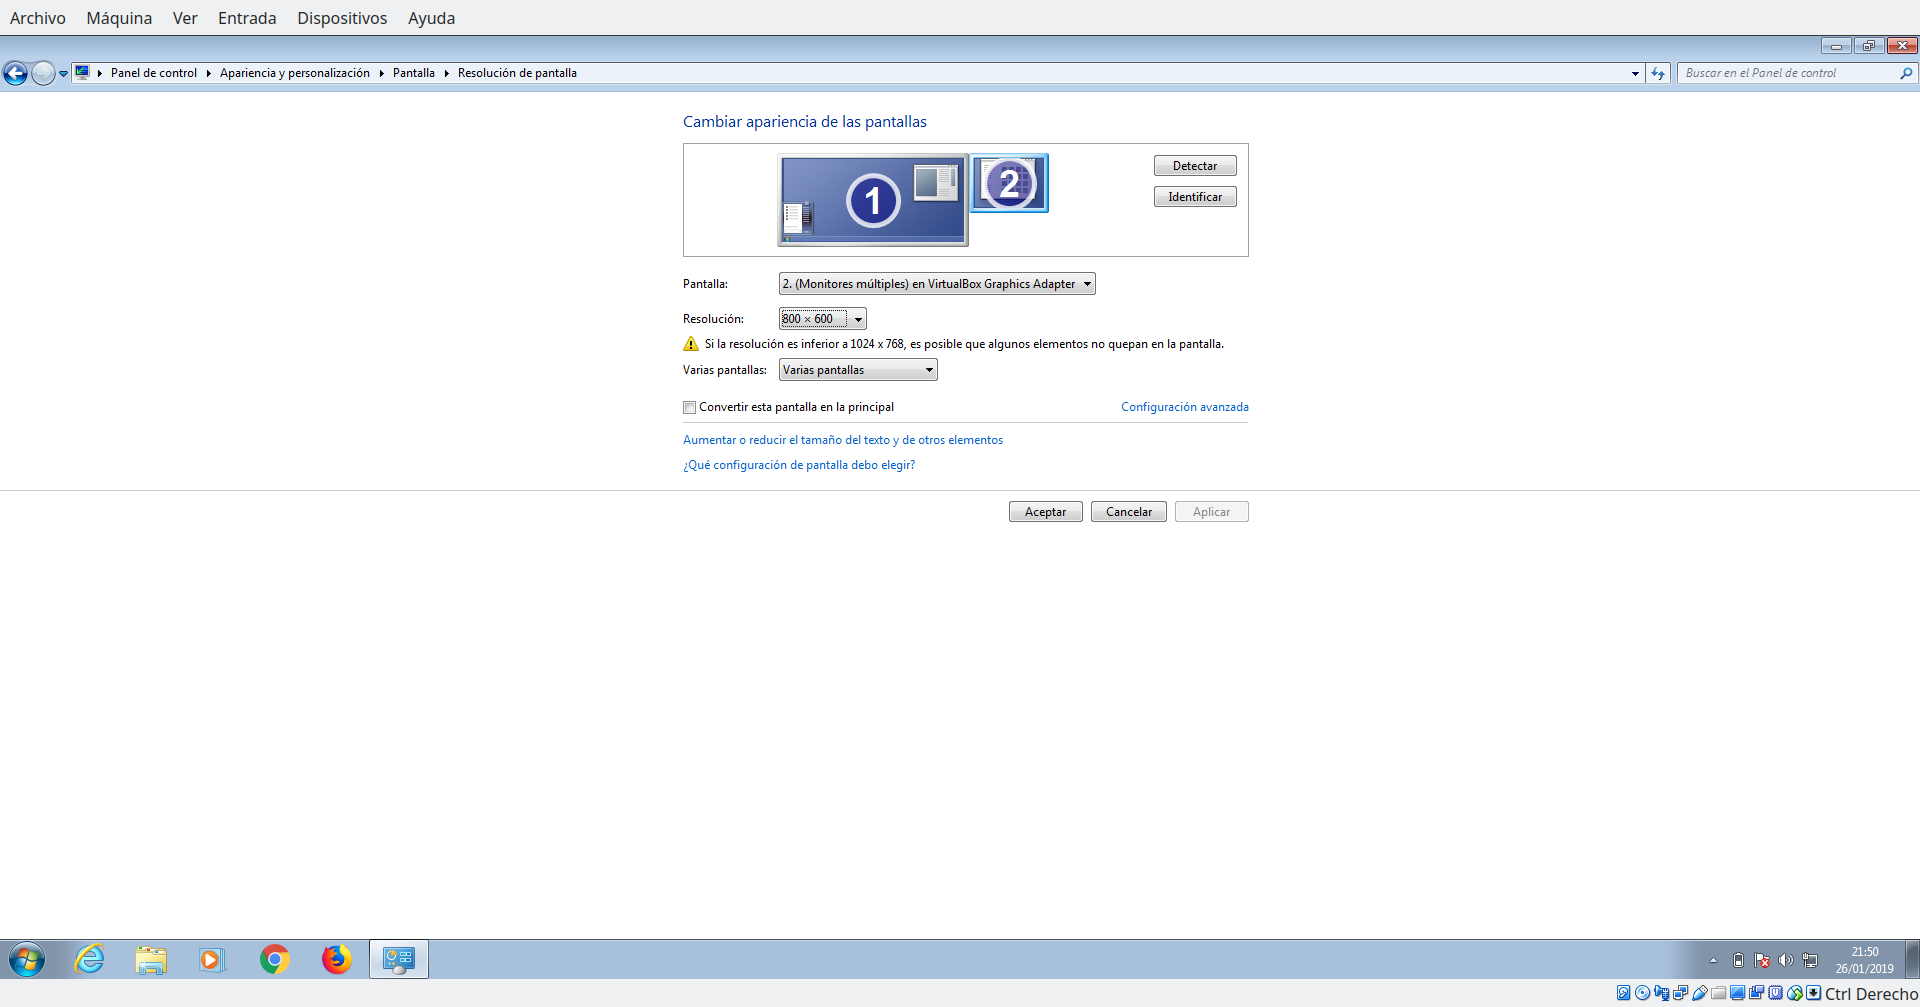 Archivo Máquina Ver Entrada Dispositivos Ayuda
Panel de control Apariencia y personalización Pantalla Resolución de pantalla Buscar en el Panel de control
Cambiar apariencia de las pantallas
1 2
Detectar
Identificar
Pantalla: 2. (Monitores múltiples) en VirtualBox Graphics Adapter
Resolución: 800 × 600
Si la resolución es inferior a 1024 x 768, es posible que algunos elementos no quepan en la pantalla.
Varias pantallas: Varias pantallas
Convertir esta pantalla en la principal Configuración avanzada
Aumentar o reducir el tamaño del texto y de otros elementos
¿Qué configuración de pantalla debo elegir?
Aceptar Cancelar Aplicar
21:50
26/01/2019
Ctrl Derecho